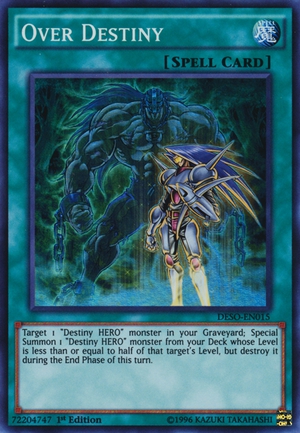 Over Destiny
魔
[Spell Card]
DESO-EN015
Target 1 "Destiny HERO" monster in your Graveyard; Special
Summon 1 "Destiny HERO" monster from your Deck whose Level
is less than or equal to half of that target's Level, but destroy it
during the End Phase of this turn.
72204747 1st Edition ©1996 KAZUKI TAKAHASHI